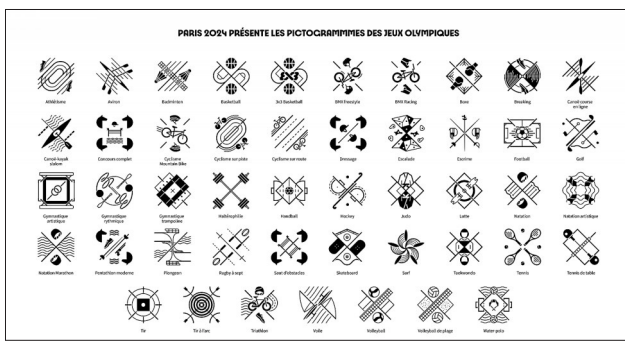 PARIS 2024 PRÉSENTE LES PICTOGRAMMMES DES JEUX OLYMPIQUES
Athlétisme
Aviron
Badminton
Basketball
3X3
3x3 Basketball
BMX Freestyle
BMX Racing
Boxe
Breaking
Canoë course
en ligne
Canoë-kayak
slalom
Concours complet
Cyclisme
Mountain Bike
Cyclisme sur piste
Cyclisme sur route
Dressage
Escalade
Escrime
Football
Golf
Gymnastique
artistique
Gymnastique
rythmique
Gymnastique
trampoline
Haltérophilie
Handball
Hockey
Judo
Lutte
Natation
Natation artistique
Natation Marathon
Pentathlon moderne
Plongeon
Rugby à sept
Saut d'obstacles
Skateboard
Surf
Taekwondo
Tennis
Tennis de table
Tir
Tir à l'arc
Triathlon
Voile
Volleyball
Volleyball de plage
Water-polo